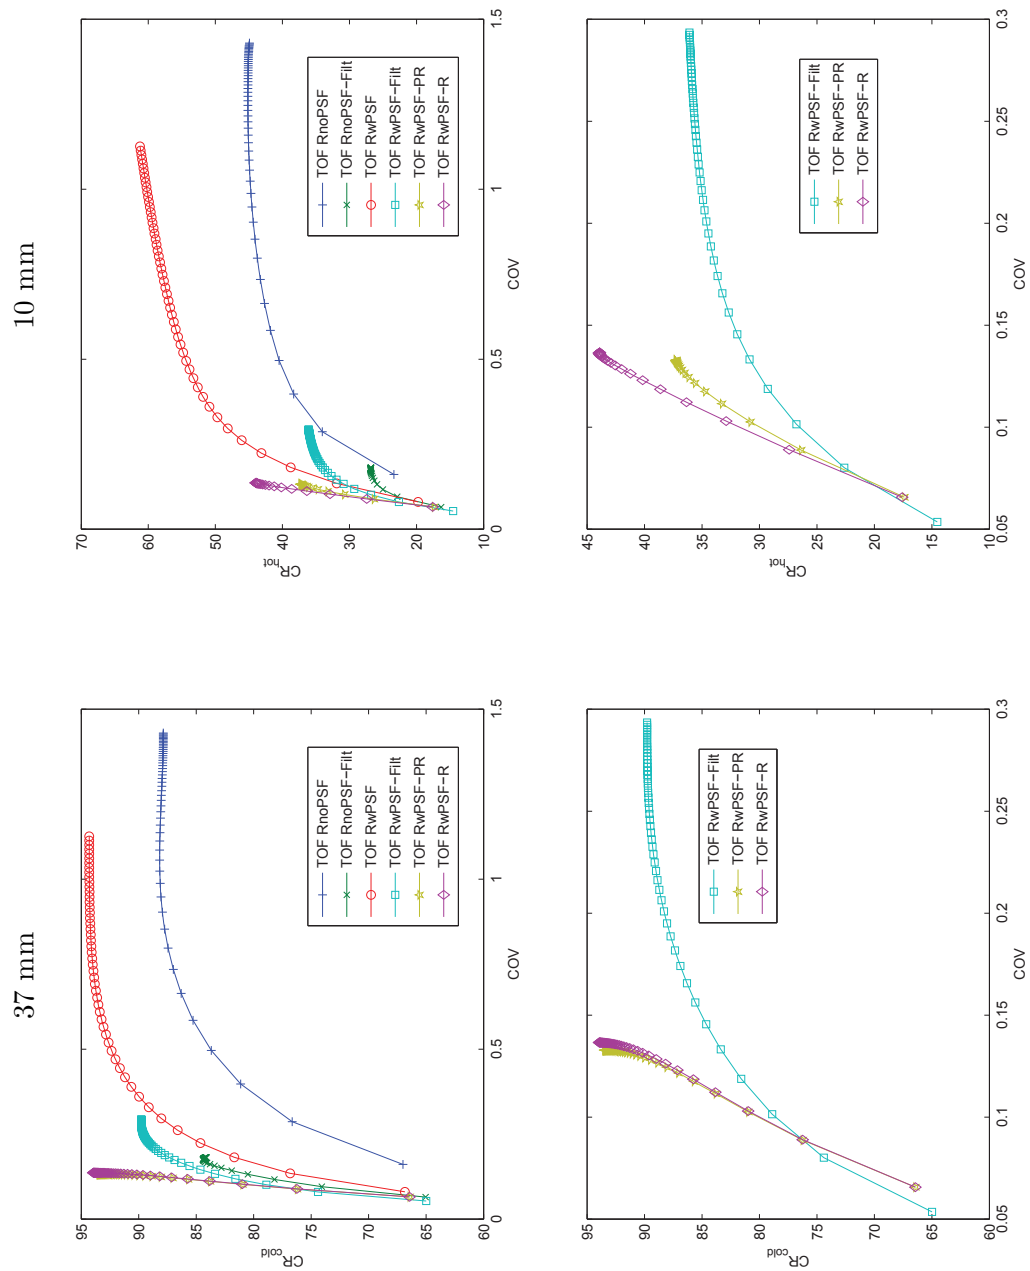 37 mm
10 mm
95
90
85
80
75
70
65
60
CR_cold
0
0.5
1
1.5
COV
TOF RnoPSF
TOF RnoPSF−Filt
TOF RwPSF
TOF RwPSF−Filt
TOF RwPSF−PR
TOF RwPSF−R
70
60
50
40
30
20
10
CR_hot
0
0.5
1
1.5
COV
TOF RnoPSF
TOF RnoPSF−Filt
TOF RwPSF
TOF RwPSF−Filt
TOF RwPSF−PR
TOF RwPSF−R
95
90
85
80
75
70
65
60
CR_cold
0.05
0.1
0.15
0.2
0.25
0.3
COV
TOF RwPSF−Filt
TOF RwPSF−PR
TOF RwPSF−R
45
40
35
30
25
20
15
10
CR_hot
0.05
0.1
0.15
0.2
0.25
0.3
COV
TOF RwPSF−Filt
TOF RwPSF−PR
TOF RwPSF−R